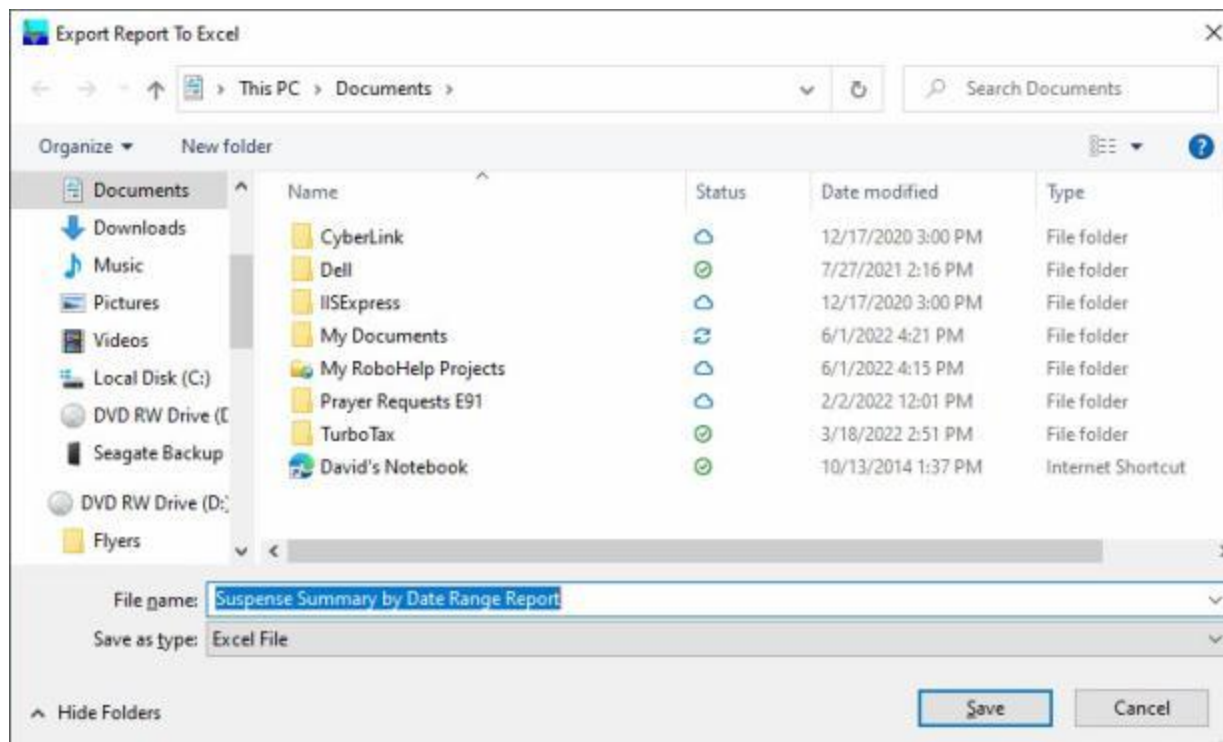 Export Report To Excel
This PC > Documents >
Search Documents
Organize
New folder
Documents
Downloads
Music
Pictures
Videos
Local Disk (C:)
DVD RW Drive (D
Seagate Backup
DVD RW Drive (D:)
Flyers
Name Status Date modified Type
CyberLink 12/17/2020 3:00 PM File folder
Dell 7/27/2021 2:16 PM File folder
IISExpress 12/17/2020 3:00 PM File folder
My Documents 6/1/2022 4:21 PM File folder
My RoboHelp Projects 6/1/2022 4:15 PM File folder
Prayer Requests E91 2/2/2022 12:01 PM File folder
TurboTax 3/18/2022 2:51 PM File folder
David's Notebook 10/13/2014 1:37 PM Internet Shortcut
File name: Suspense Summary by Date Range Report
Save as type: Excel File
Hide Folders
Save
Cancel